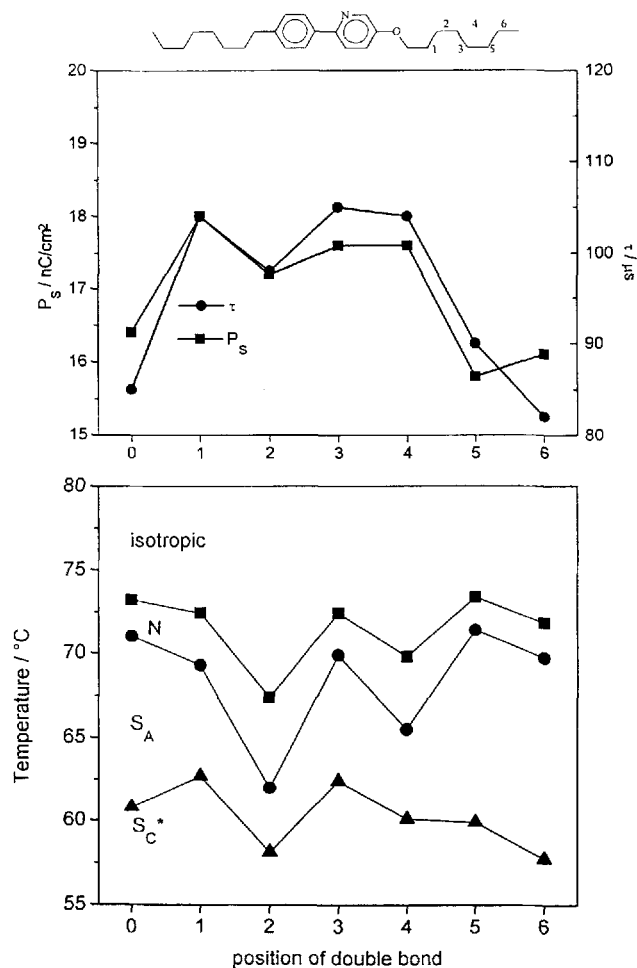 N O 2 4 6
1 3 5
20 120
19
110
18
17 100
16 90
15 80
P_s / nC/cm²
τ / μs
τ
P_s
0 1 2 3 4 5 6
80
75
70
65
60
55
Temperature / °C
isotropic
N
S_A
S_C*
0 1 2 3 4 5 6
position of double bond